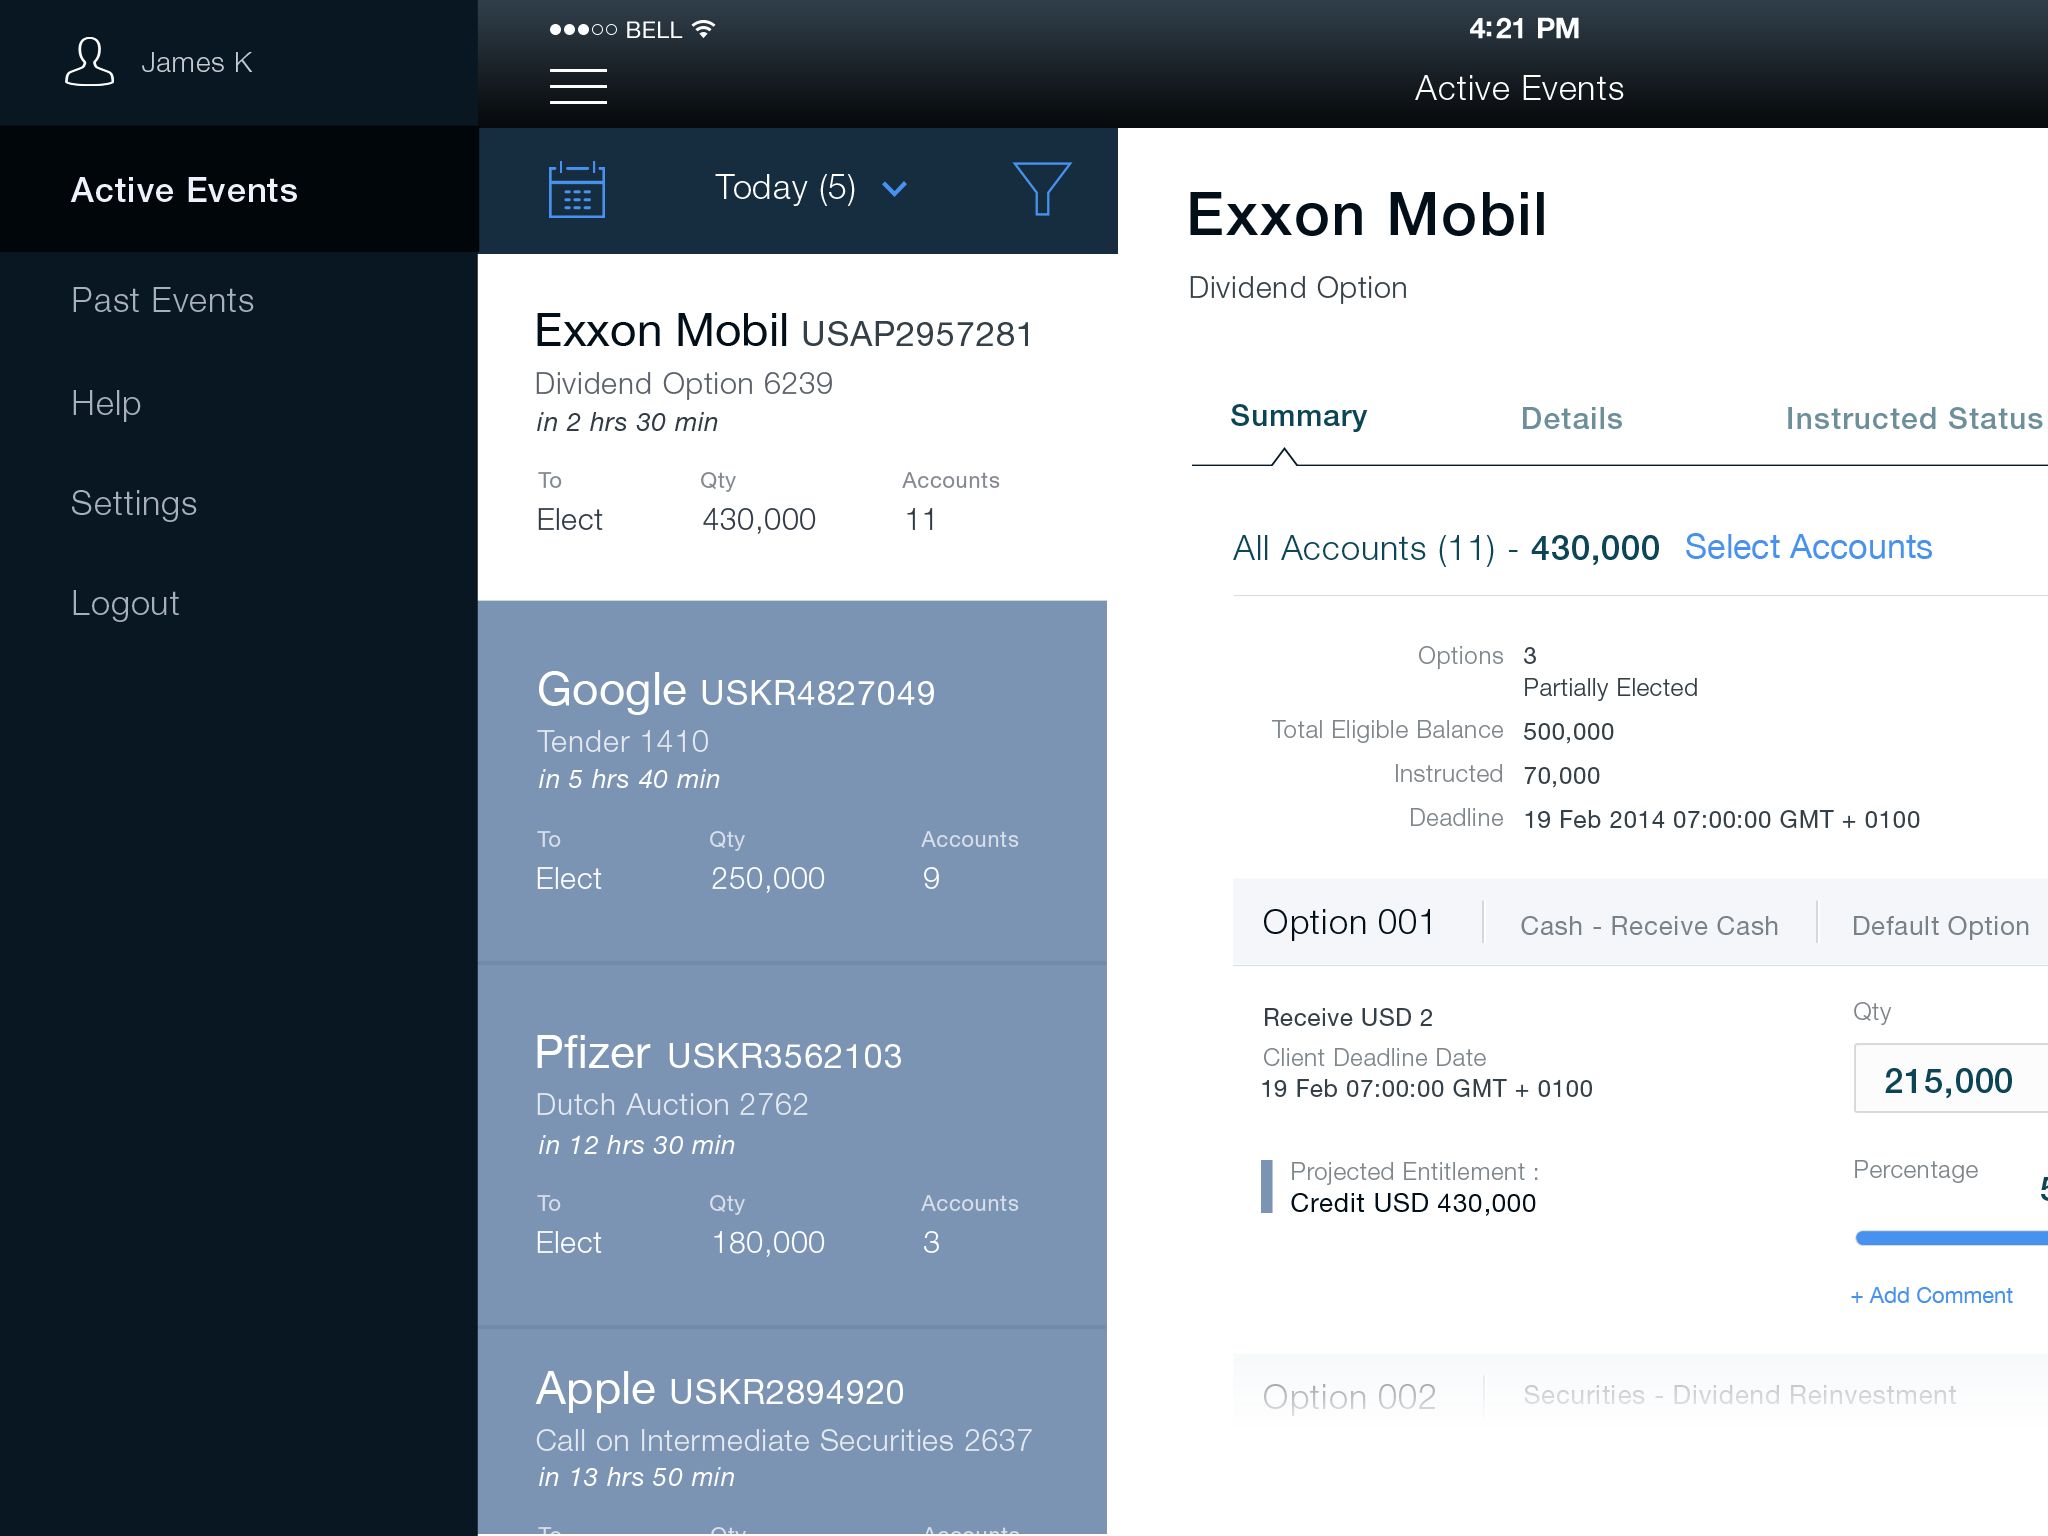 James K
Active Events
Past Events
Help
Settings
Logout
BELL
4:21 PM
Active Events
Today (5)
Exxon Mobil USAP2957281
Dividend Option 6239
in 2 hrs 30 min
To Qty Accounts
Elect 430,000 11
Google USKR4827049
Tender 1410
in 5 hrs 40 min
To Qty Accounts
Elect 250,000 9
Pfizer USKR3562103
Dutch Auction 2762
in 12 hrs 30 min
To Qty Accounts
Elect 180,000 3
Apple USKR2894920
Call on Intermediate Securities 2637
in 13 hrs 50 min
To Qty Accounts
Exxon Mobil
Dividend Option
Summary Details Instructed Status
All Accounts (11) - 430,000 Select Accounts
Options 3
Partially Elected
Total Eligible Balance 500,000
Instructed 70,000
Deadline 19 Feb 2014 07:00:00 GMT + 0100
Option 001 Cash - Receive Cash Default Option
Receive USD 2
Client Deadline Date
19 Feb 07:00:00 GMT + 0100
Projected Entitlement :
Credit USD 430,000
Qty
215,000
Percentage
+ Add Comment
Option 002 Securities - Dividend Reinvestment